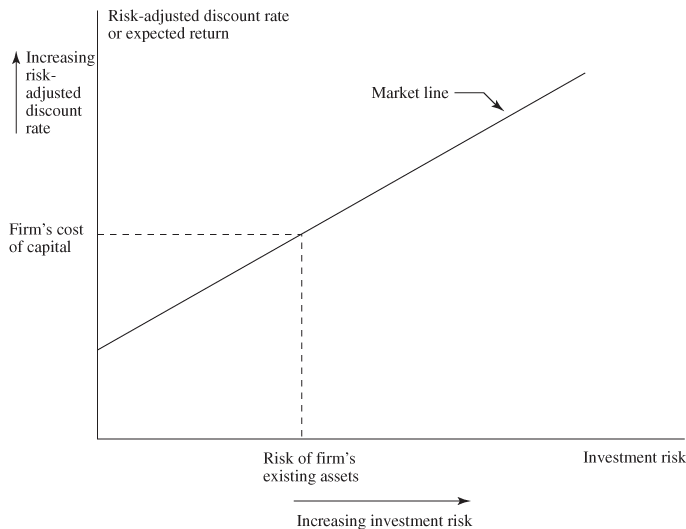 Risk-adjusted discount rate
or expected return
Increasing
risk-
adjusted
discount
rate
Market line
Firm's cost
of capital
Risk of firm's
existing assets
Investment risk
Increasing investment risk